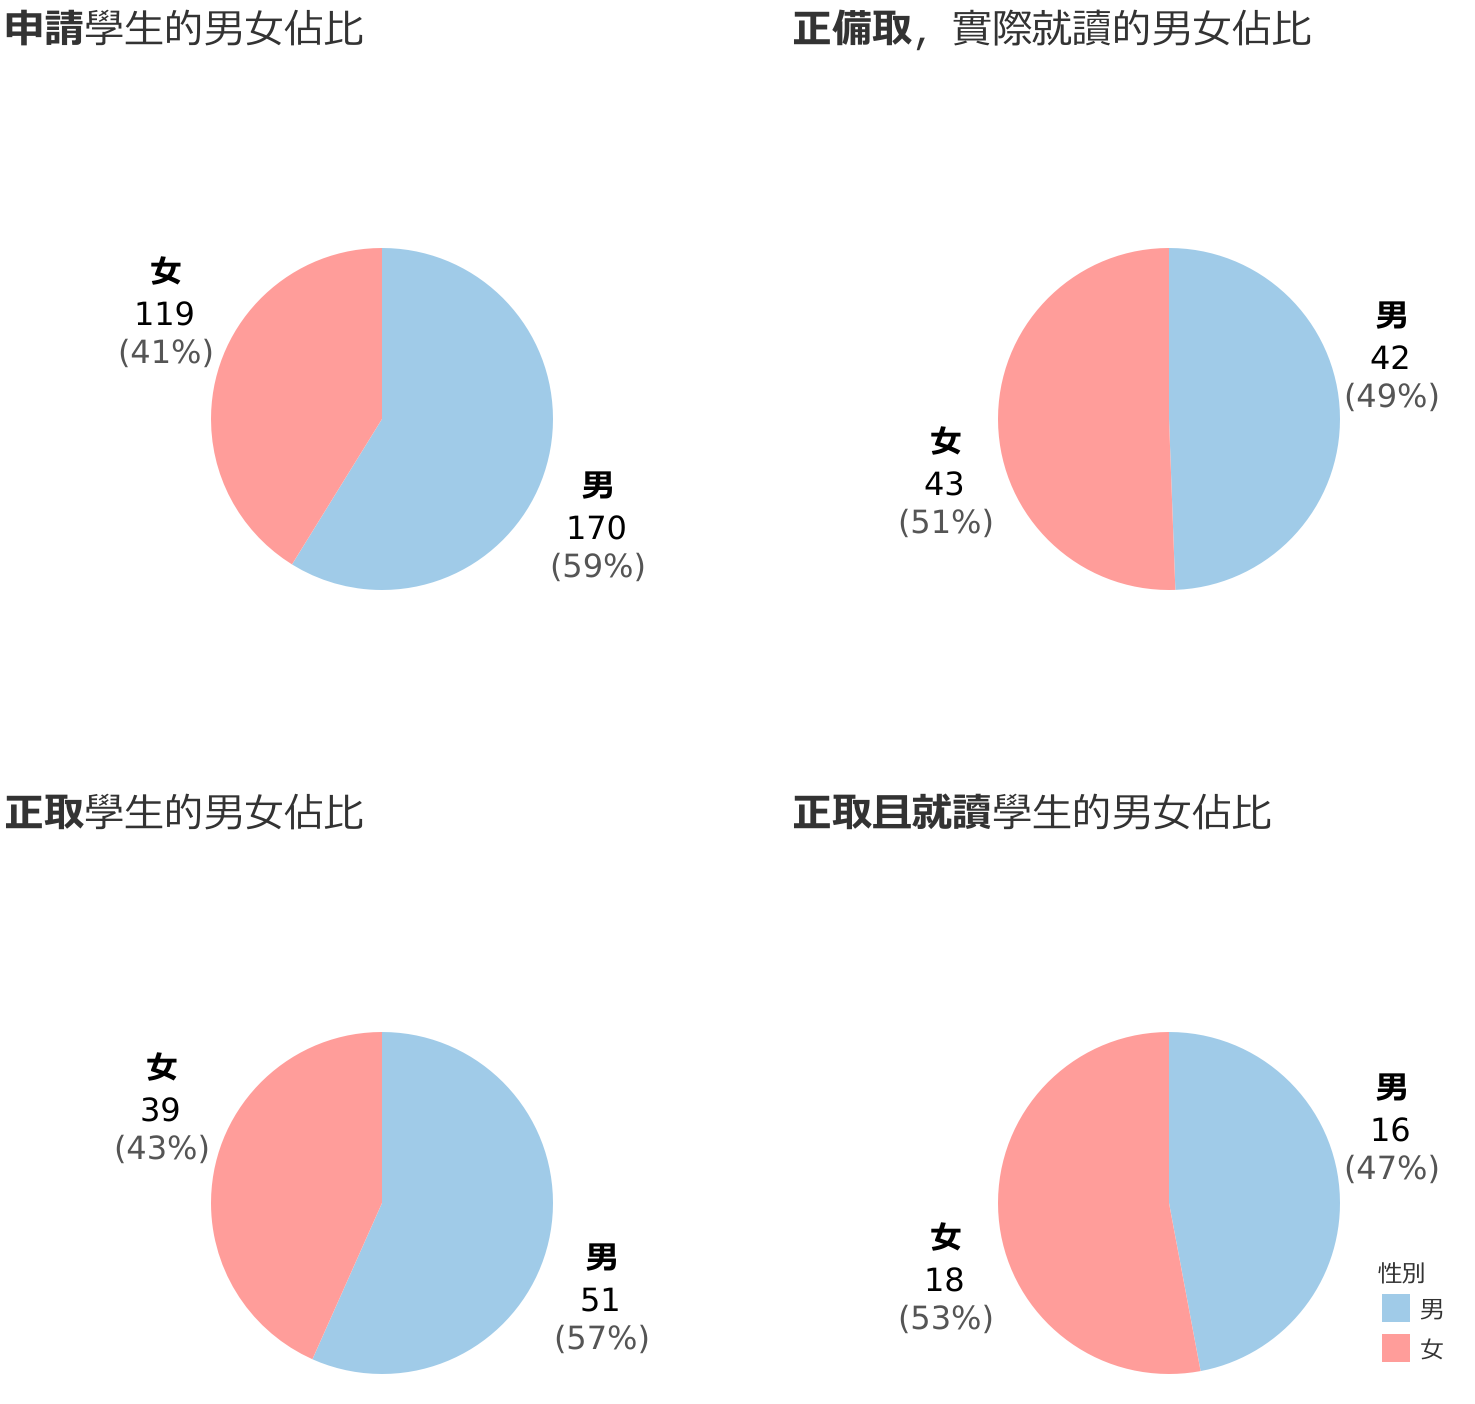 申請學生的男女佔比
女
119
(41%)
男
170
(59%)
正備取，實際就讀的男女佔比
男
42
(49%)
女
43
(51%)
正取學生的男女佔比
女
39
(43%)
男
51
(57%)
正取且就讀學生的男女佔比
男
16
(47%)
女
18
(53%)
性別
男
女